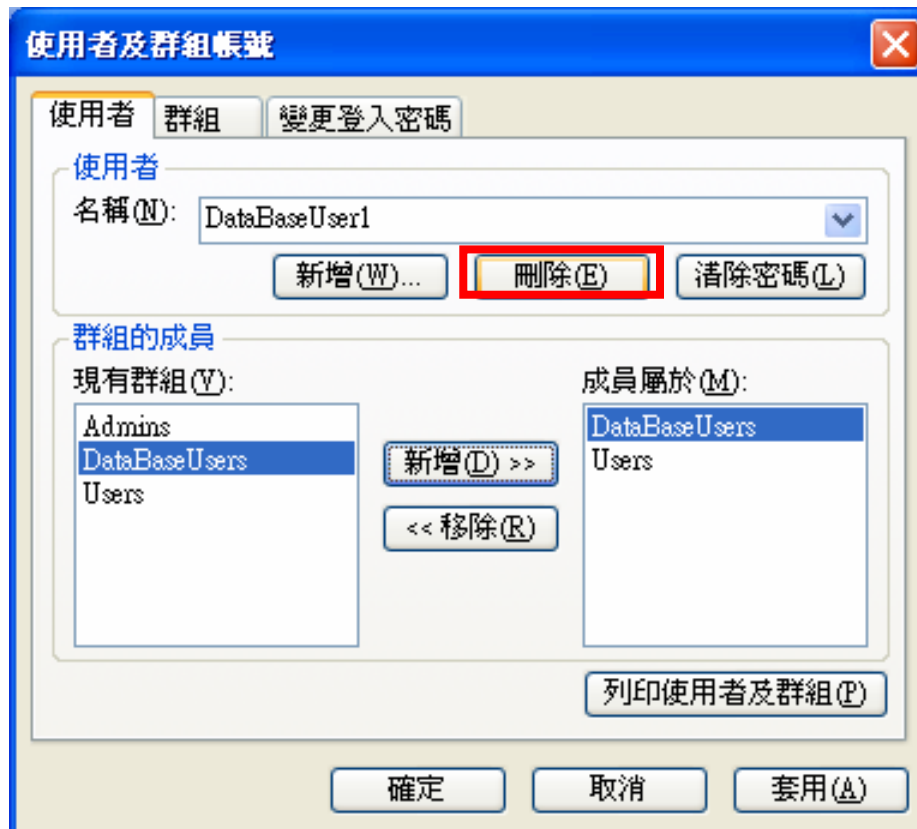 使用者及群組帳號
使用者 群組 變更登入密碼
使用者
名稱(N): DataBaseUser1
新增(W)... 刪除(E) 清除密碼(L)
群組的成員
現有群組(V): 成員屬於(M):
Admins
DataBaseUsers
Users
新增(D) >>
<< 移除(R)
DataBaseUsers
Users
列印使用者及群組(P)
確定 取消 套用(A)